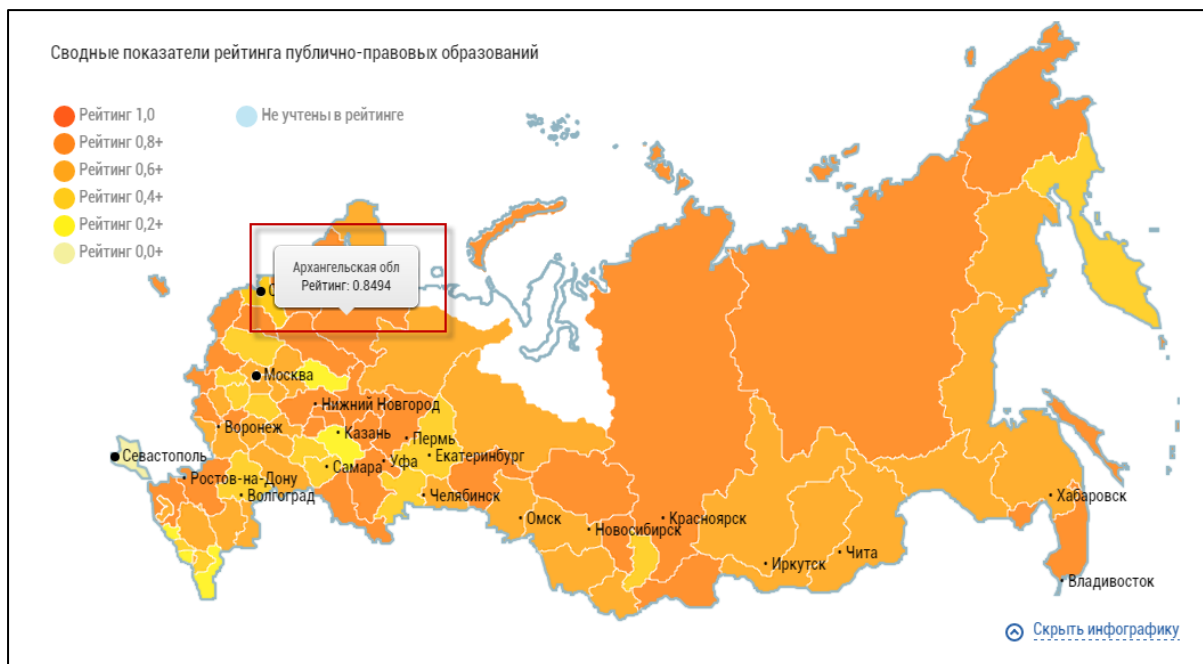 Сводные показатели рейтинга публично-правовых образований
Рейтинг 1,0
Не учтены в рейтинге
Рейтинг 0,8+
Рейтинг 0,6+
Рейтинг 0,4+
Рейтинг 0,2+
Рейтинг 0,0+
Архангельская обл
Рейтинг: 0.8494
Москва
Нижний Новгород
Воронеж
Казань
Пермь
Севастополь
Екатеринбург
Самара
Уфа
Ростов-на-Дону
Волгоград
Челябинск
Хабаровск
Омск
Новосибирск
Красноярск
Чита
Иркутск
Владивосток
Скрыть инфографику